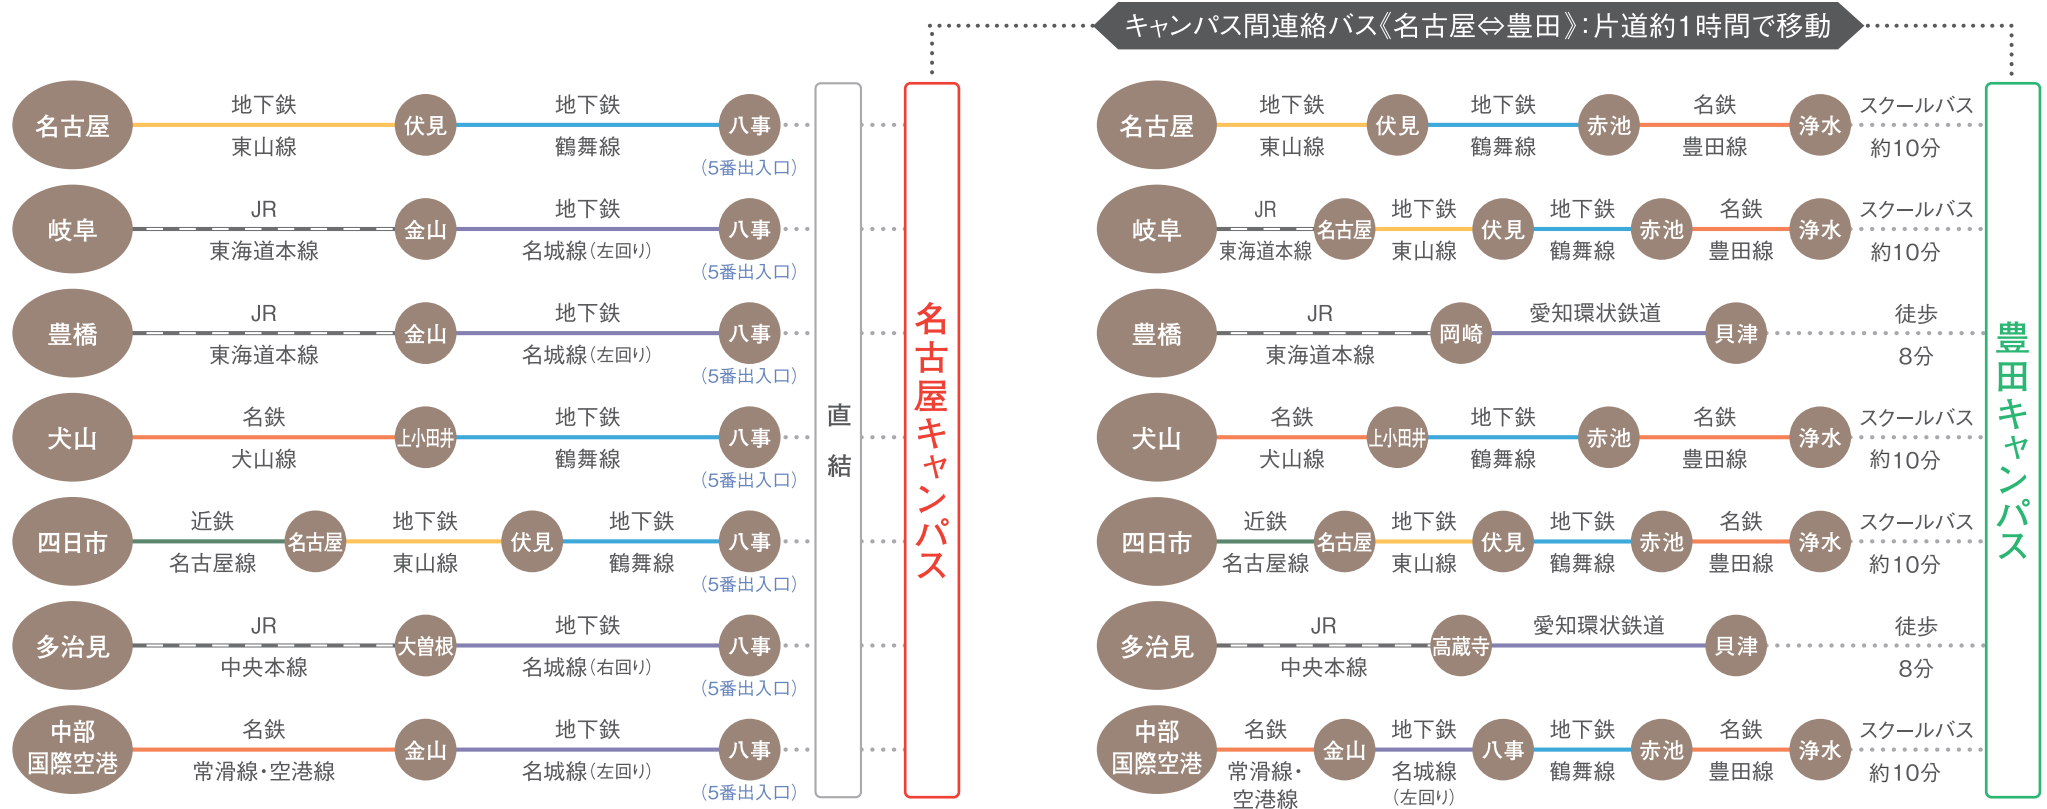 キャンパス間連絡バス《名古屋⇔豊田》：片道約1時間で移動
名古屋 地下鉄 東山線 伏見 地下鉄 鶴舞線 八事 (5番出入口)
岐阜 JR 東海道本線 金山 地下鉄 名城線(左回り) 八事 (5番出入口)
豊橋 JR 東海道本線 金山 地下鉄 名城線(左回り) 八事 (5番出入口)
犬山 名鉄 犬山線 上小田井 地下鉄 鶴舞線 八事 (5番出入口)
四日市 近鉄 名古屋線 名古屋 地下鉄 東山線 伏見 地下鉄 鶴舞線 八事 (5番出入口)
多治見 JR 中央本線 大曽根 地下鉄 名城線(右回り) 八事 (5番出入口)
中部国際空港 名鉄 常滑線・空港線 金山 地下鉄 名城線(左回り) 八事 (5番出入口)
直結
名古屋キャンパス
名古屋 地下鉄 東山線 伏見 地下鉄 鶴舞線 赤池 名鉄 豊田線 浄水 スクールバス 約10分
岐阜 JR 東海道本線 名古屋 地下鉄 東山線 伏見 地下鉄 鶴舞線 赤池 名鉄 豊田線 浄水 スクールバス 約10分
豊橋 JR 東海道本線 岡崎 愛知環状鉄道 貝津 徒歩 8分
犬山 名鉄 犬山線 上小田井 地下鉄 鶴舞線 赤池 名鉄 豊田線 浄水 スクールバス 約10分
四日市 近鉄 名古屋線 名古屋 地下鉄 東山線 伏見 地下鉄 鶴舞線 赤池 名鉄 豊田線 浄水 スクールバス 約10分
多治見 JR 中央本線 高蔵寺 愛知環状鉄道 貝津 徒歩 8分
中部国際空港 名鉄 常滑線・空港線 金山 地下鉄 名城線(左回り) 八事 地下鉄 鶴舞線 赤池 名鉄 豊田線 浄水 スクールバス 約10分
豊田キャンパス